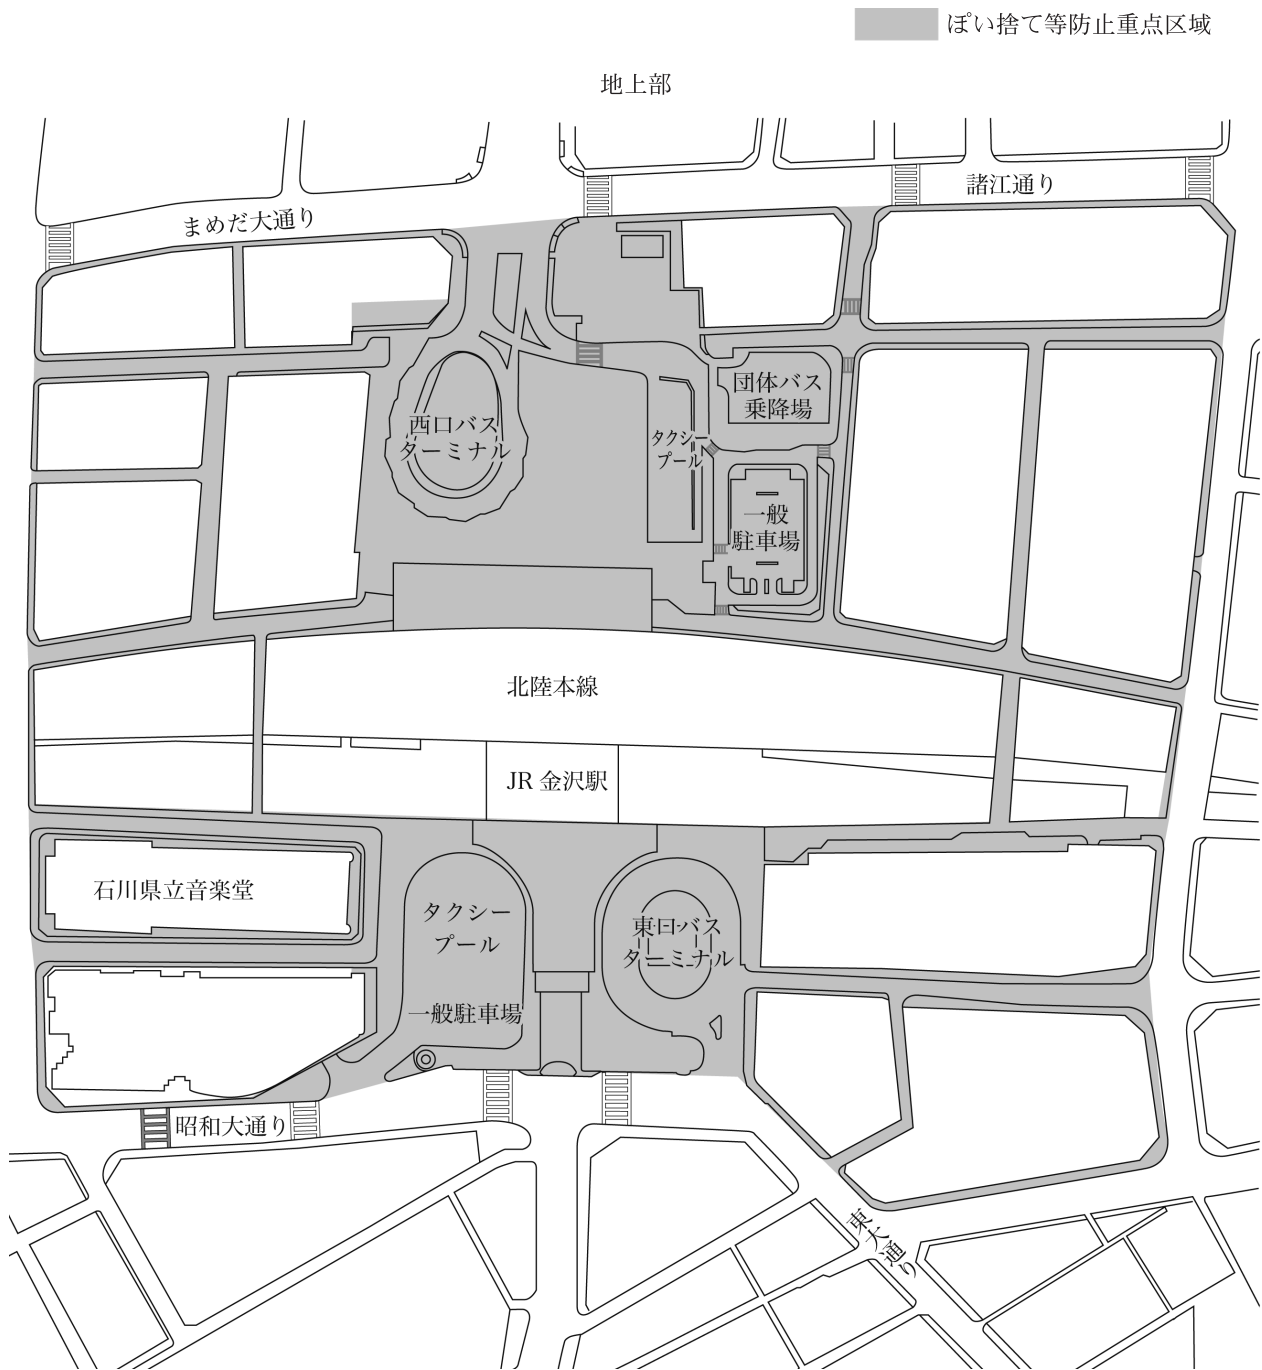 ぽい捨て等防止重点区域
地上部
諸江通り
まめだ大通り
団体バス
乗降場
西口バス
ターミナル
タクシー
プール
一般
駐車場
北陸本線
JR 金沢駅
石川県立音楽堂
タクシー
プール
東口バス
ターミナル
一般駐車場
昭和大通り
東大通り